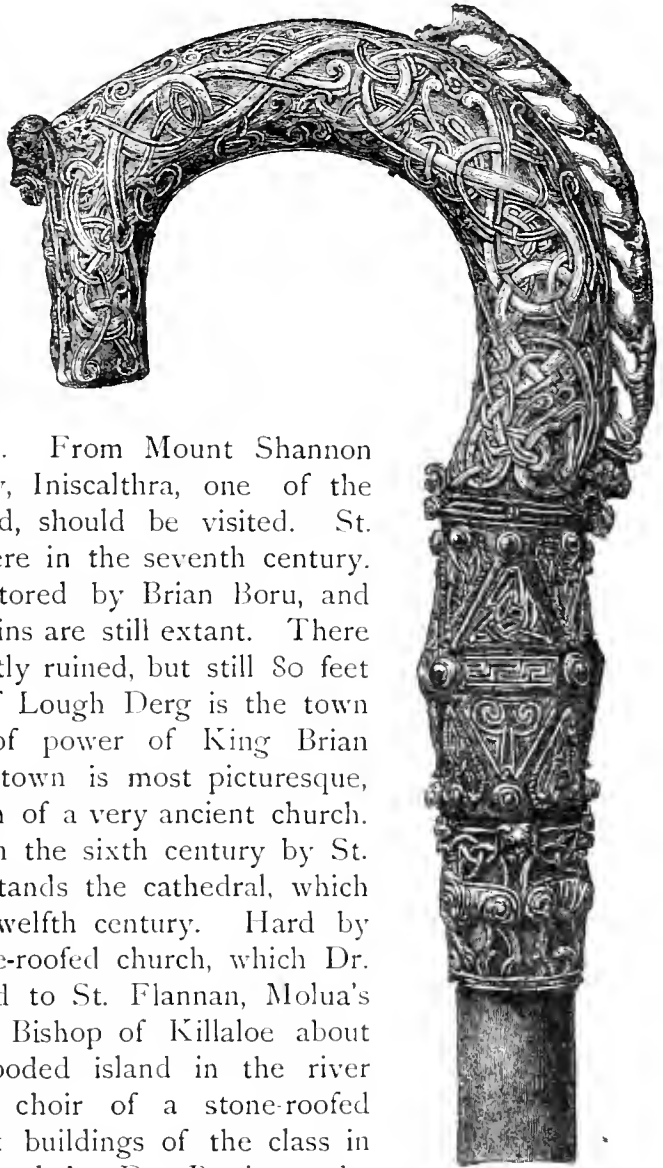 . From Mount Shannon
, Iniscalthra, one of the
d, should be visited. St.
ere in the seventh century.
tored by Brian Boru, and
ins are still extant. There
tly ruined, but still 80 feet
f Lough Derg is the town
of power of King Brian
town is most picturesque,
n of a very ancient church.
n the sixth century by St.
tands the cathedral, which
welfth century. Hard by
e-roofed church, which Dr.
d to St. Flannan, Molua's
Bishop of Killaloe about
ooded island in the river
choir of a stone-roofed
t buildings of the class in